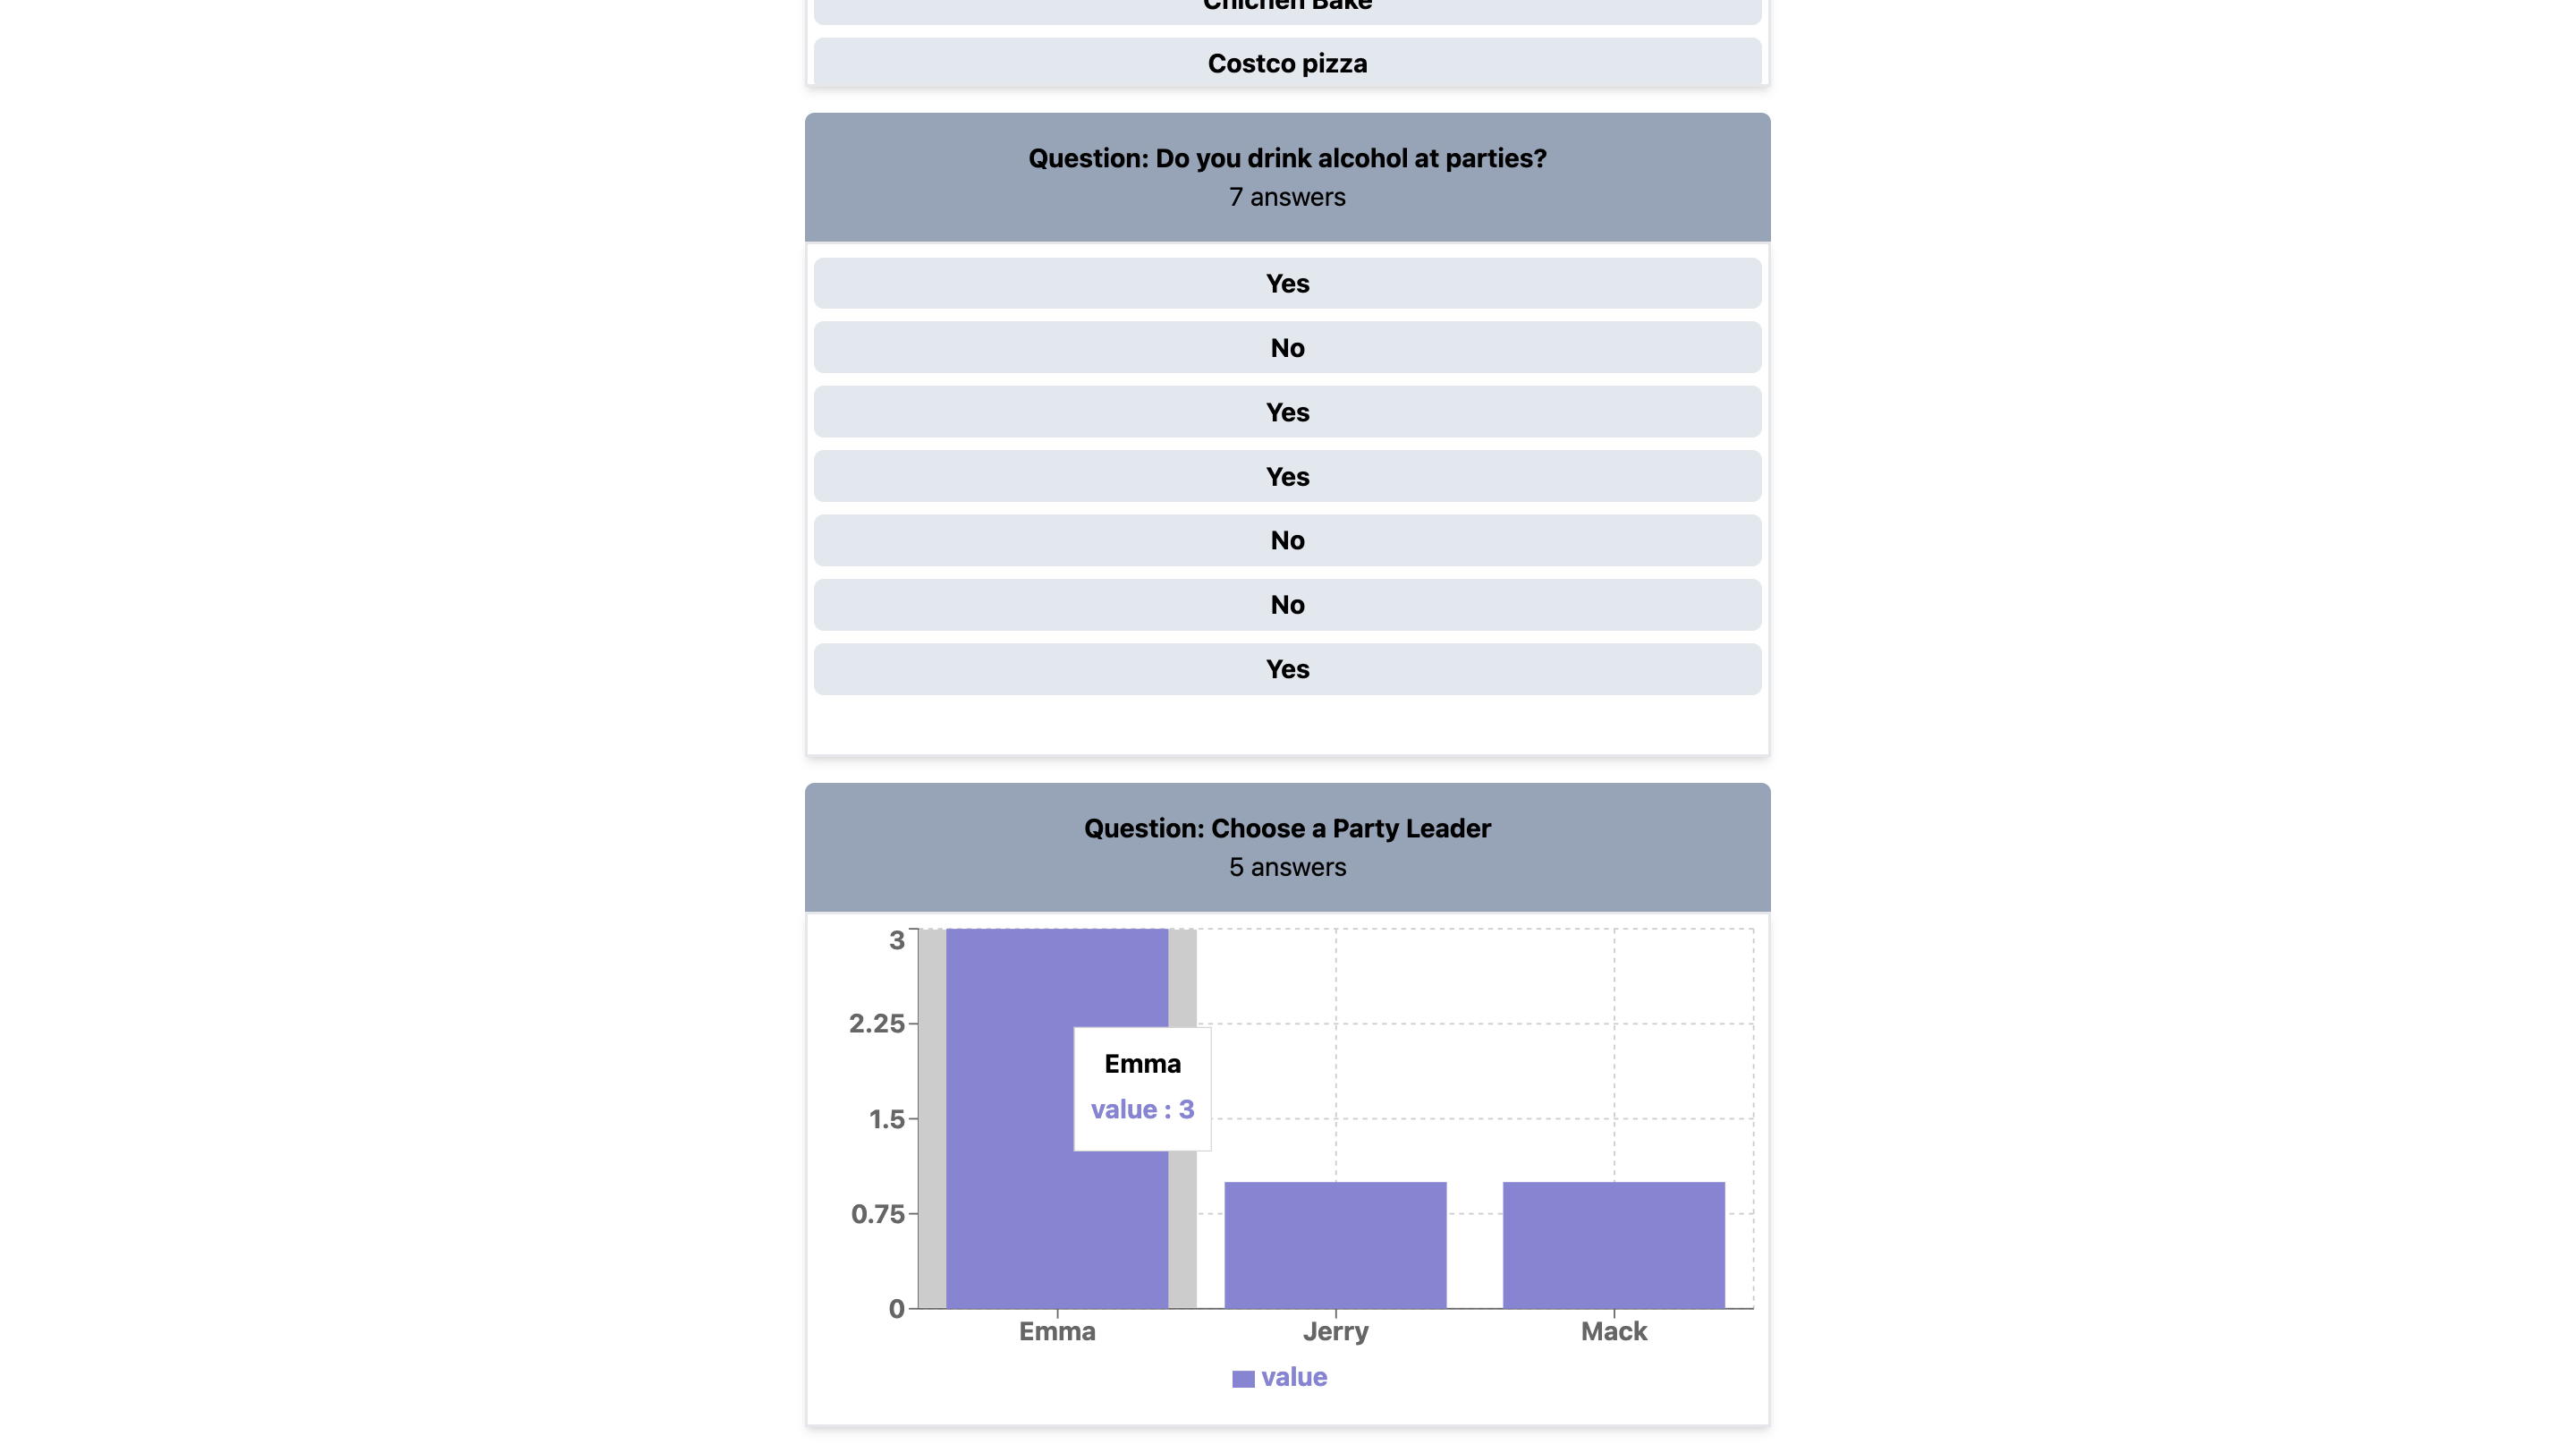 Chichen Bake
Costco pizza
Question: Do you drink alcohol at parties?
7 answers
Yes
No
Yes
Yes
No
No
Yes
Question: Choose a Party Leader
5 answers
3
2.25
1.5
0.75
0
Emma
value : 3
Emma
Jerry
Mack
value